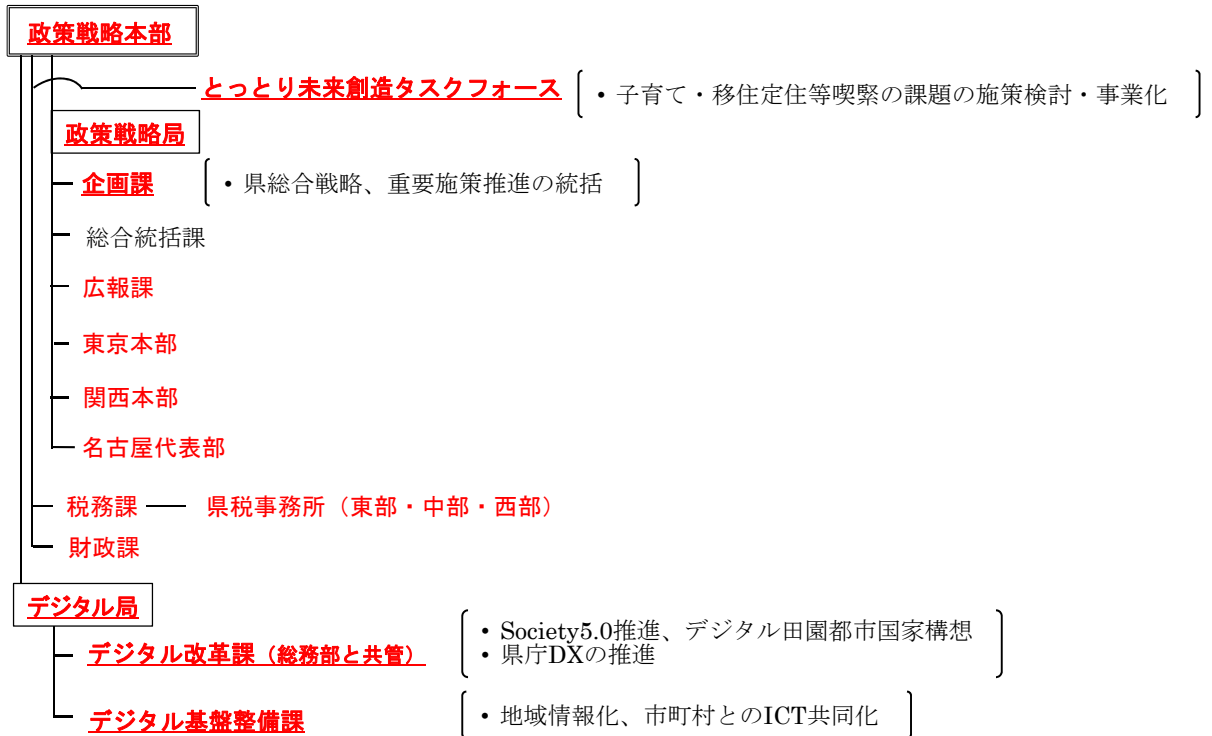 政策戦略本部
とっとり未来創造タスクフォース
• 子育て・移住定住等喫緊の課題の施策検討・事業化
政策戦略局
企画課
• 県総合戦略、重要施策推進の統括
総合統括課
広報課
東京本部
関西本部
名古屋代表部
税務課 県税事務所（東部・中部・西部）
財政課
デジタル局
デジタル改革課（総務部と共管）
• Society5.0推進、デジタル田園都市国家構想
• 県庁DXの推進
デジタル基盤整備課
• 地域情報化、市町村とのICT共同化